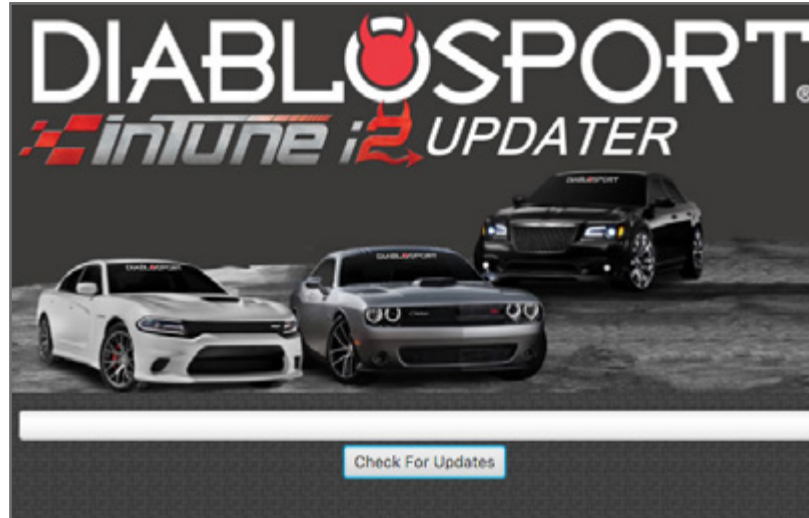 DIABLOSPORT®
inTune i2 UPDATER
DIABLOSPORT
DIABLOSPORT
DIABLOSPORT
Check For Updates